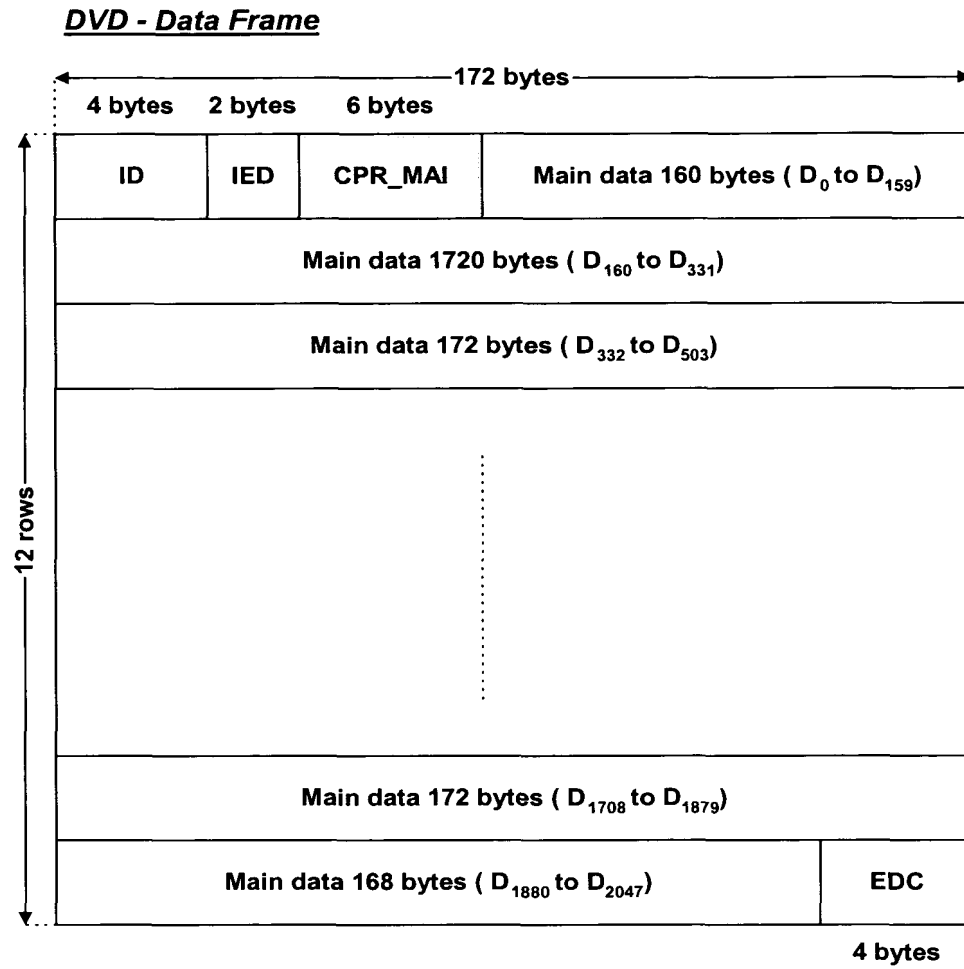 DVD - Data Frame
172 bytes
4 bytes 2 bytes 6 bytes
ID IED CPR_MAI Main data 160 bytes ( D0 to D159)
Main data 1720 bytes ( D160 to D331)
Main data 172 bytes ( D332 to D503)
12 rows
Main data 172 bytes ( D1708 to D1879)
Main data 168 bytes ( D1880 to D2047) EDC
4 bytes